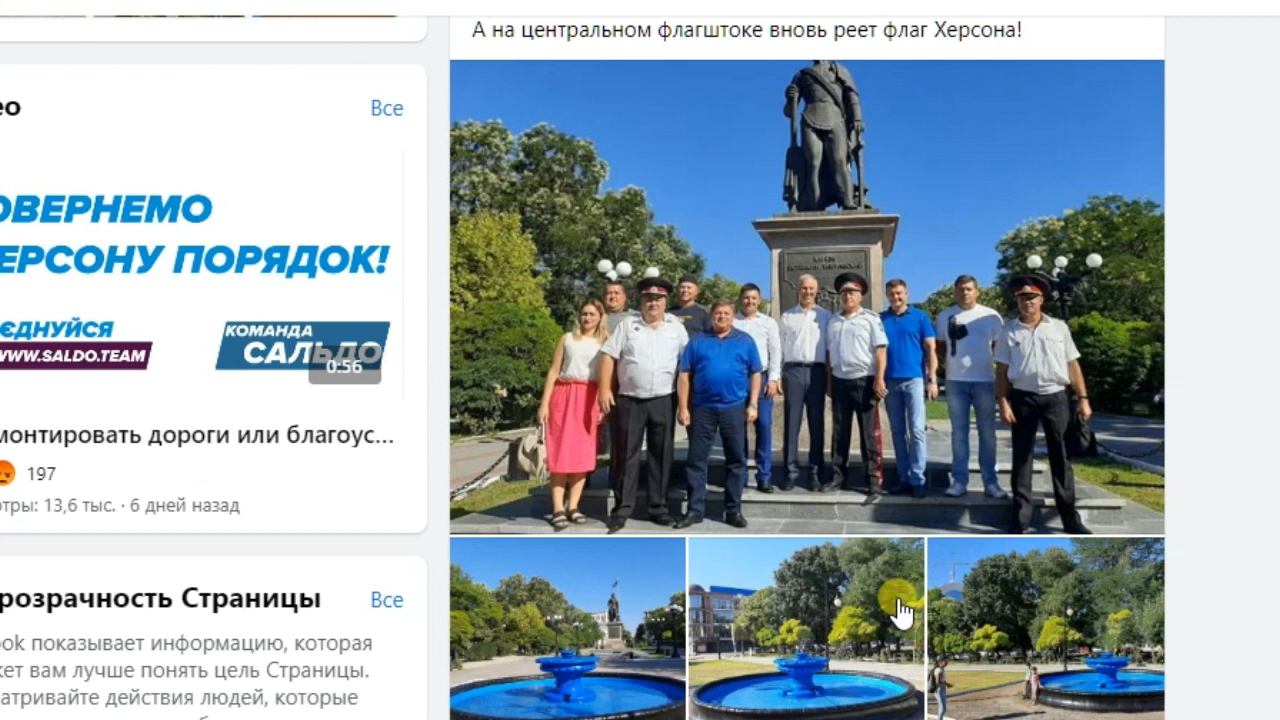 А на центральном флагштоке вновь реет флаг Херсона!
ео
Все
ОВЕРНЕМО
ЕРСОНУ ПОРЯДОК!
ЄДНУЙСЯ
WWW.SALDO.TEAM
КОМАНДА
САЛЬДО
0:56
монтировать дороги или благоус...
197
тры: 13,6 тыс. · 6 дней назад
розрачность Страницы
Все
ook показывает информацию, которая
жет вам лучше понять цель Страницы.
атривайте действия людей, которые